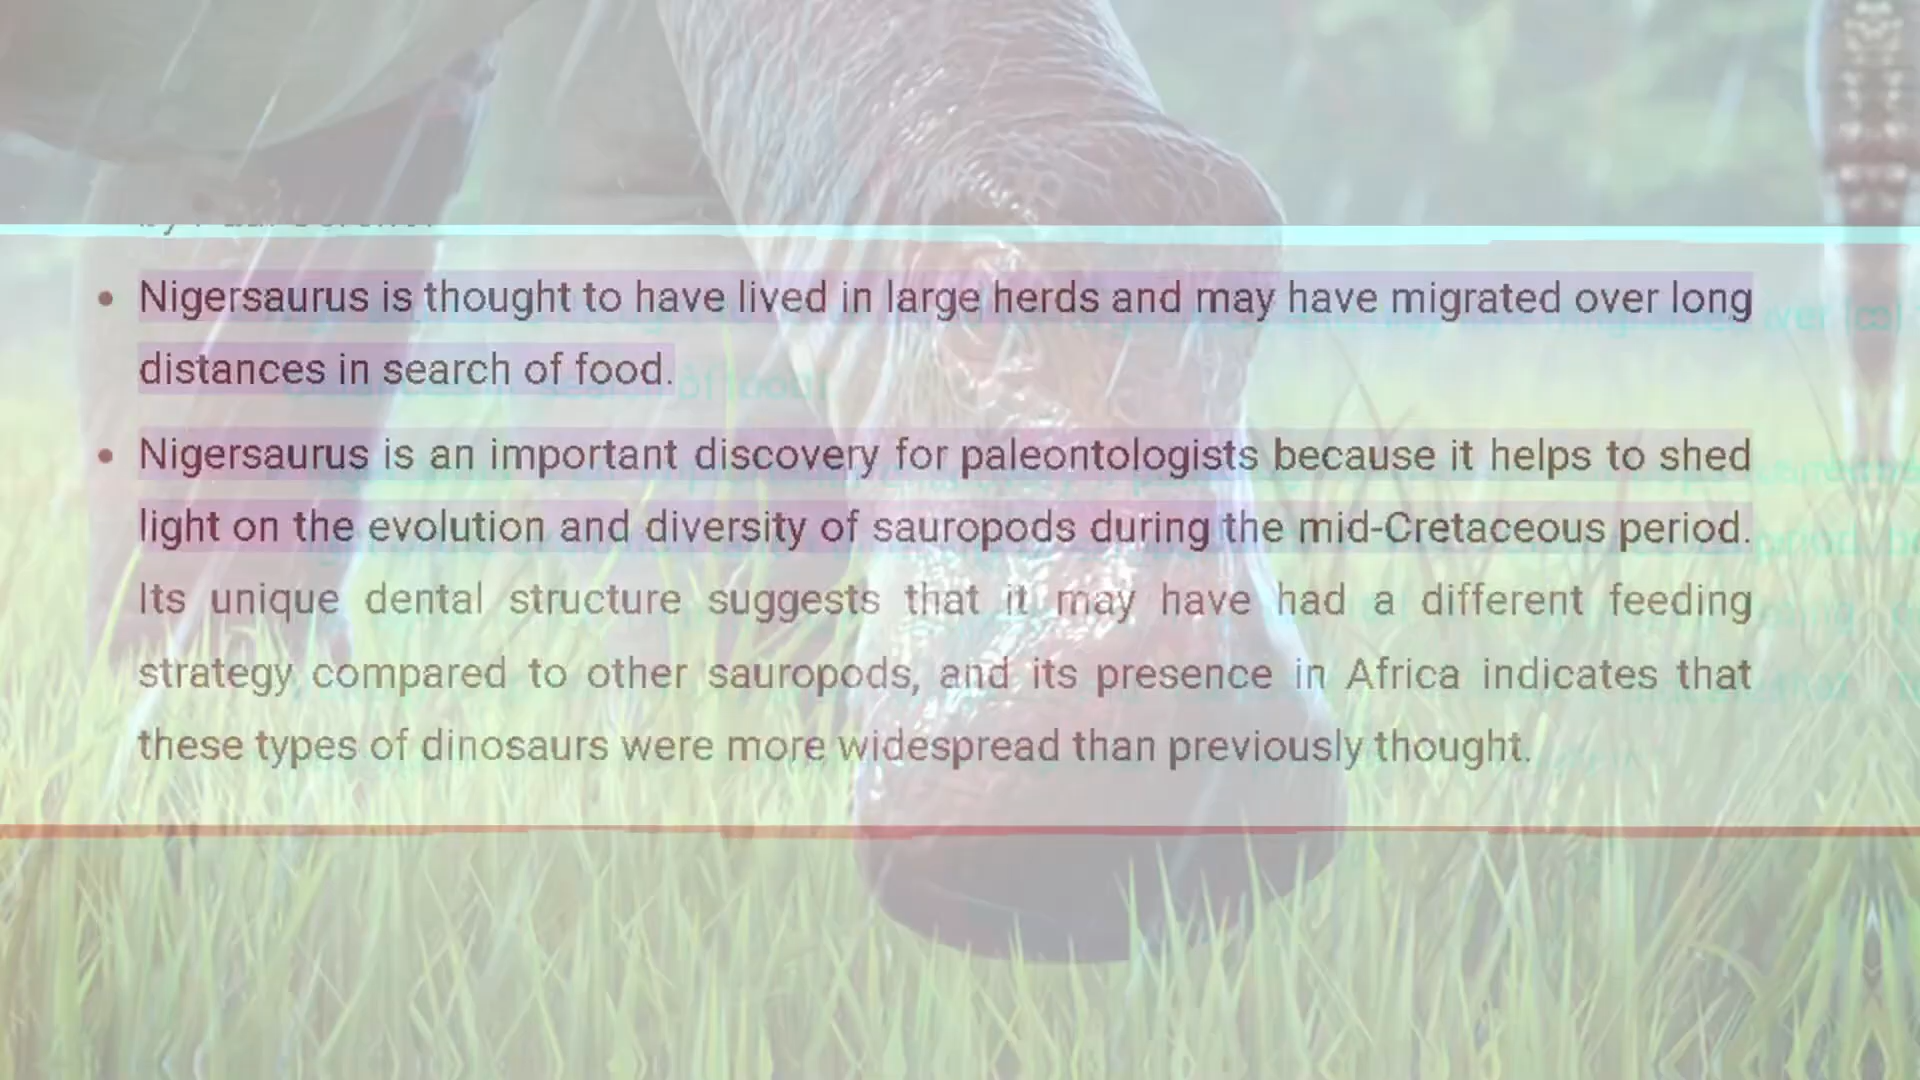 Nigersaurus is thought to have lived in large herds and may have migrated over long
distances in search of food.
Nigersaurus is an important discovery for paleontologists because it helps to shed
light on the evolution and diversity of sauropods during the mid-Cretaceous period.
Its unique dental structure suggests that it may have had a different feeding
strategy compared to other sauropods, and its presence in Africa indicates that
these types of dinosaurs were more widespread than previously thought.